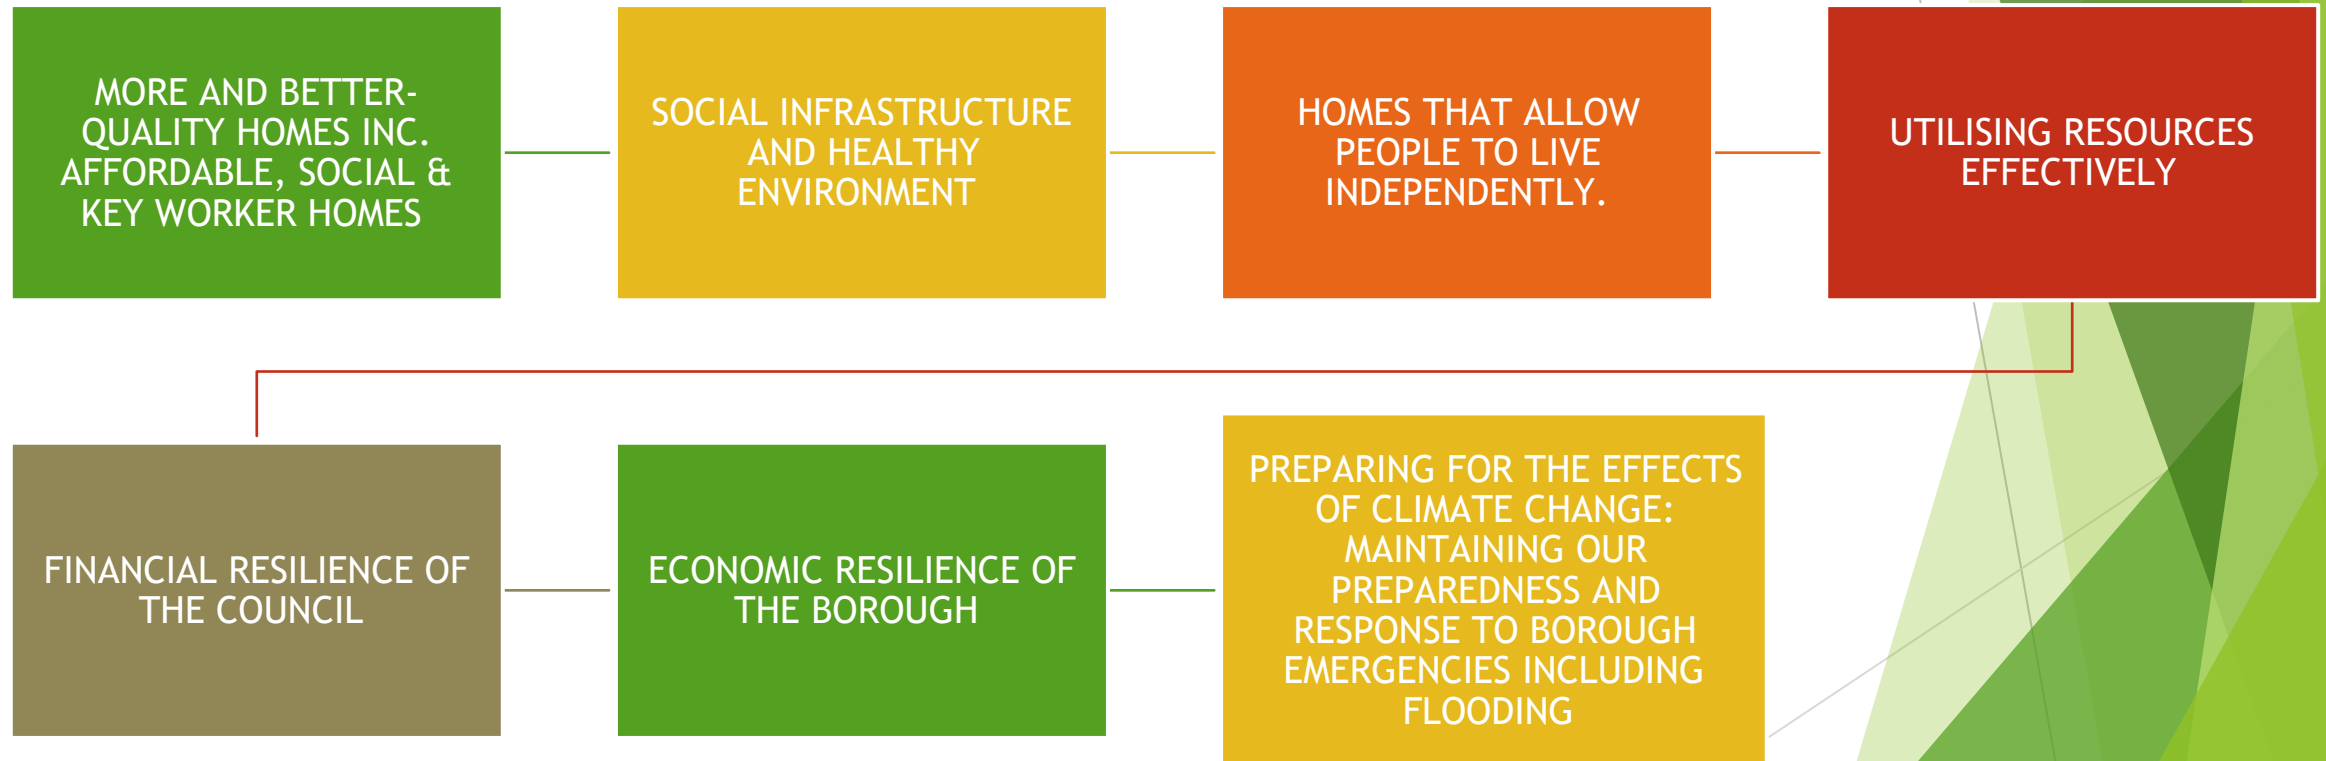 MORE AND BETTER-
QUALITY HOMES INC.
AFFORDABLE, SOCIAL &
KEY WORKER HOMES
SOCIAL INFRASTRUCTURE
AND HEALTHY
ENVIRONMENT
HOMES THAT ALLOW
PEOPLE TO LIVE
INDEPENDENTLY.
UTILISING RESOURCES
EFFECTIVELY
FINANCIAL RESILIENCE OF
THE COUNCIL
ECONOMIC RESILIENCE OF
THE BOROUGH
PREPARING FOR THE EFFECTS
OF CLIMATE CHANGE:
MAINTAINING OUR
PREPAREDNESS AND
RESPONSE TO BOROUGH
EMERGENCIES INCLUDING
FLOODING